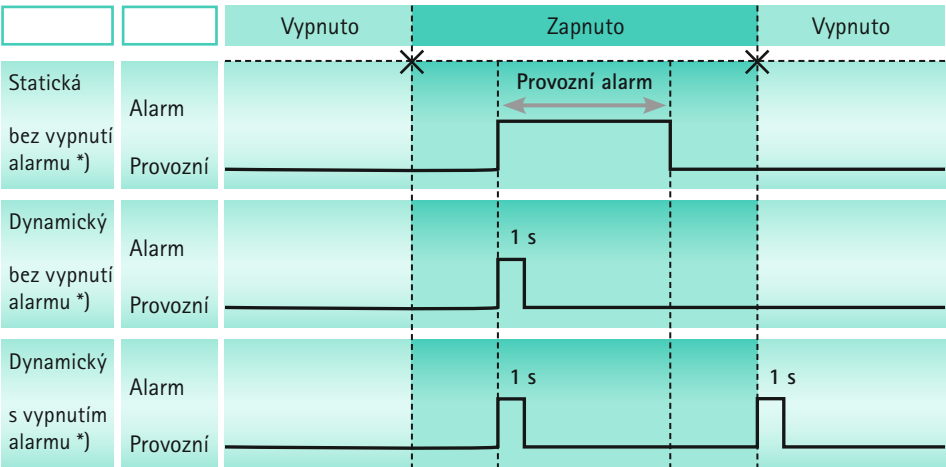 Vypnuto
Zapnuto
Vypnuto
Statická
bez vypnutí
alarmu *)
Alarm
Provozní
Provozní alarm
Dynamický
bez vypnutí
alarmu *)
Alarm
Provozní
1 s
Dynamický
s vypnutím
alarmu *)
Alarm
Provozní
1 s
1 s